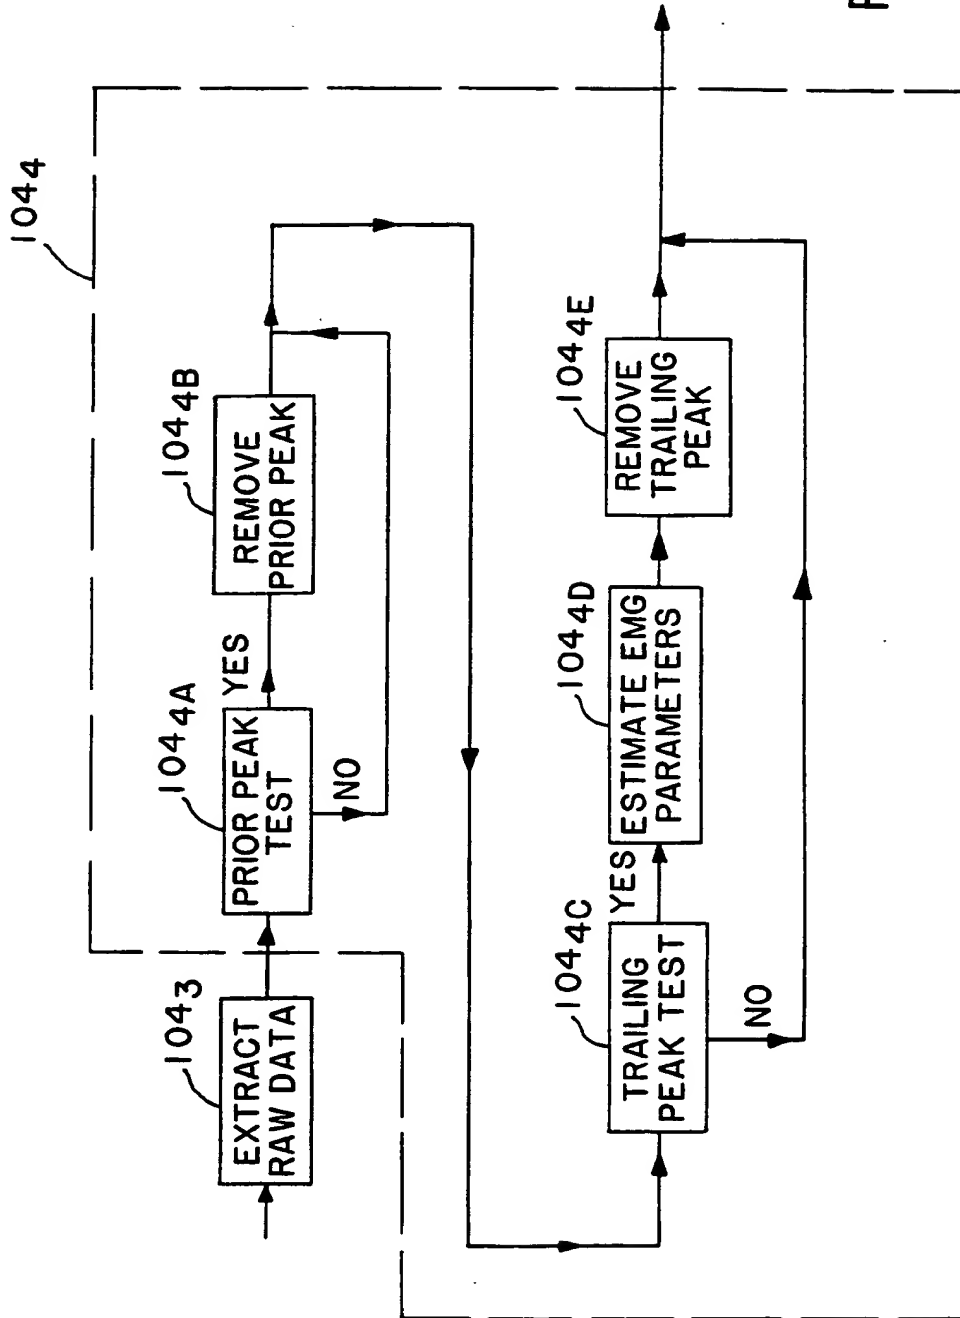 104₄
104₃
EXTRACT
RAW DATA
104₄A
PRIOR PEAK
TEST
YES
NO
104₄B
REMOVE
PRIOR PEAK
104₄C
TRAILING
PEAK TEST
YES
NO
104₄D
ESTIMATE EMG
PARAMETERS
104₄E
REMOVE
TRAILING
PEAK